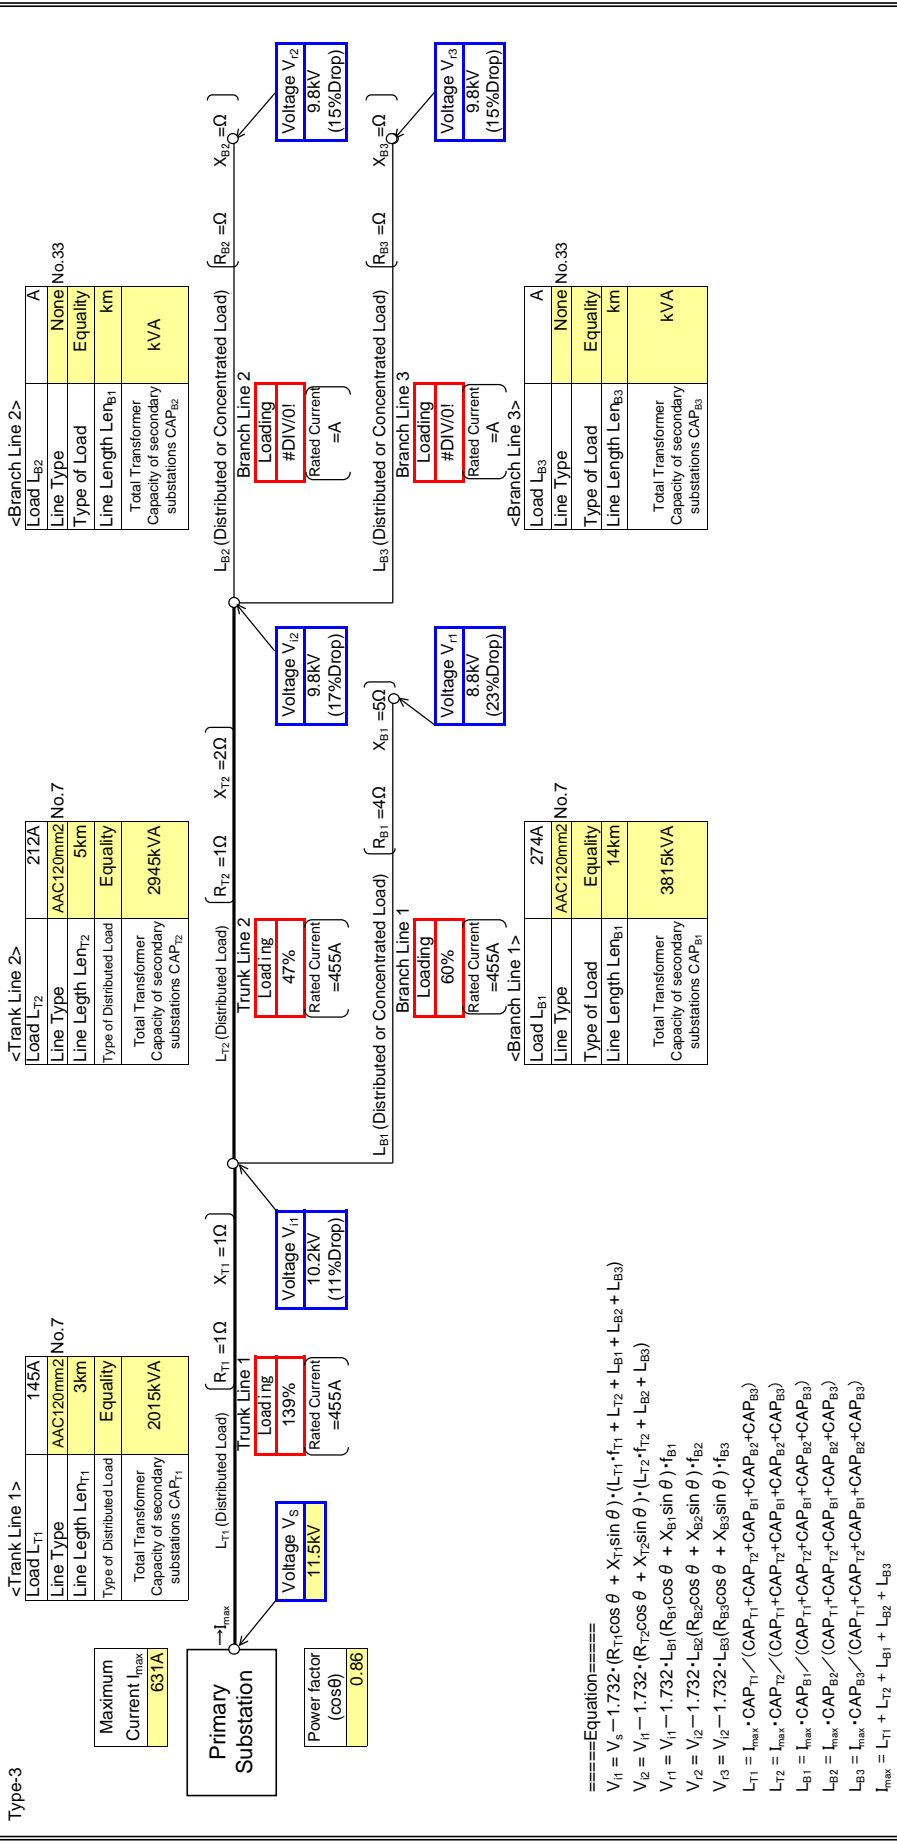 Type-3
Maximum
Current Imax
631A
Primary
Substation
Power factor
(cosθ)
0.86
→Imax
Voltage VS
11.5kV
<Trank Line 1>
Load LT1 145A
Line Type AAC120mm2 No.7
Line Legth LenT1 3km
Type of Distributed Load Equality
Total Transformer
Capacity of secondary
substations CAPT1
2015kVA
LT1 (Distributed Load) RT1 =1Ω XT1 =1Ω
Trunk Line 1
Loading
139%
Rated Current
=455A
Voltage Vi1
10.2kV
(11%Drop)
<Trank Line 2>
Load LT2 212A
Line Type AAC120mm2 No.7
Line Legth LenT2 5km
Type of Distributed Load Equality
Total Transformer
Capacity of secondary
substations CAPT2
2945kVA
LT2 (Distributed Load) RT2 =1Ω XT2 =2Ω
Trunk Line 2
Loading
47%
Rated Current
=455A
Voltage Vi2
9.8kV
(17%Drop)
LB1 (Distributed or Concentrated Load) RB1 =4Ω XB1 =5Ω
Branch Line 1
Loading
60%
Rated Current
=455A
Voltage Vr1
8.8kV
(23%Drop)
<Branch Line 1>
Load LB1 274A
Line Type AAC120mm2 No.7
Type of Load Equality
Line Length LenB1 14km
Total Transformer
Capacity of secondary
substations CAPB1
3815kVA
<Branch Line 2>
Load LB2 A
Line Type None No.33
Type of Load Equality
Line Length LenB1 km
Total Transformer
Capacity of secondary
substations CAPB2
kVA
LB2 (Distributed or Concentrated Load) RB2 =Ω XB2 =Ω
Branch Line 2
Loading
#DIV/0!
Rated Current
=A
Voltage Vr2
9.8kV
(15%Drop)
LB3 (Distributed or Concentrated Load) RB3 =Ω XB3 =Ω
Branch Line 3
Loading
#DIV/0!
Rated Current
=A
Voltage Vr3
9.8kV
(15%Drop)
<Branch Line 3>
Load LB3 A
Line Type None No.33
Type of Load Equality
Line Length LenB3 km
Total Transformer
Capacity of secondary
substations CAPB3
kVA
=====Equation=====
Vi1 = Vs－1.732・(RT1cos θ + XT1sin θ)・(LT1・fT1 + LT2 + LB1 + LB2 + LB3)
Vi2 = Vi1－1.732・(RT2cos θ + XT2sin θ)・(LT2・fT2 + LB2 + LB3)
Vr1 = Vi1－1.732・LB1(RB1cos θ + XB1sin θ)・fB1
Vr2 = Vi2－1.732・LB2(RB2cos θ + XB2sin θ)・fB2
Vr3 = Vi2－1.732・LB3(RB3cos θ + XB3sin θ)・fB3
LT1 = Imax・CAPT1／(CAPT1+CAPT2+CAPB1+CAPB2+CAPB3)
LT2 = Imax・CAPT2／(CAPT1+CAPT2+CAPB1+CAPB2+CAPB3)
LB1 = Imax・CAPB1／(CAPT1+CAPT2+CAPB1+CAPB2+CAPB3)
LB2 = Imax・CAPB2／(CAPT1+CAPT2+CAPB1+CAPB2+CAPB3)
LB3 = Imax・CAPB3／(CAPT1+CAPT2+CAPB1+CAPB2+CAPB3)
Imax = LT1 + LT2 + LB1 + LB2 + LB3